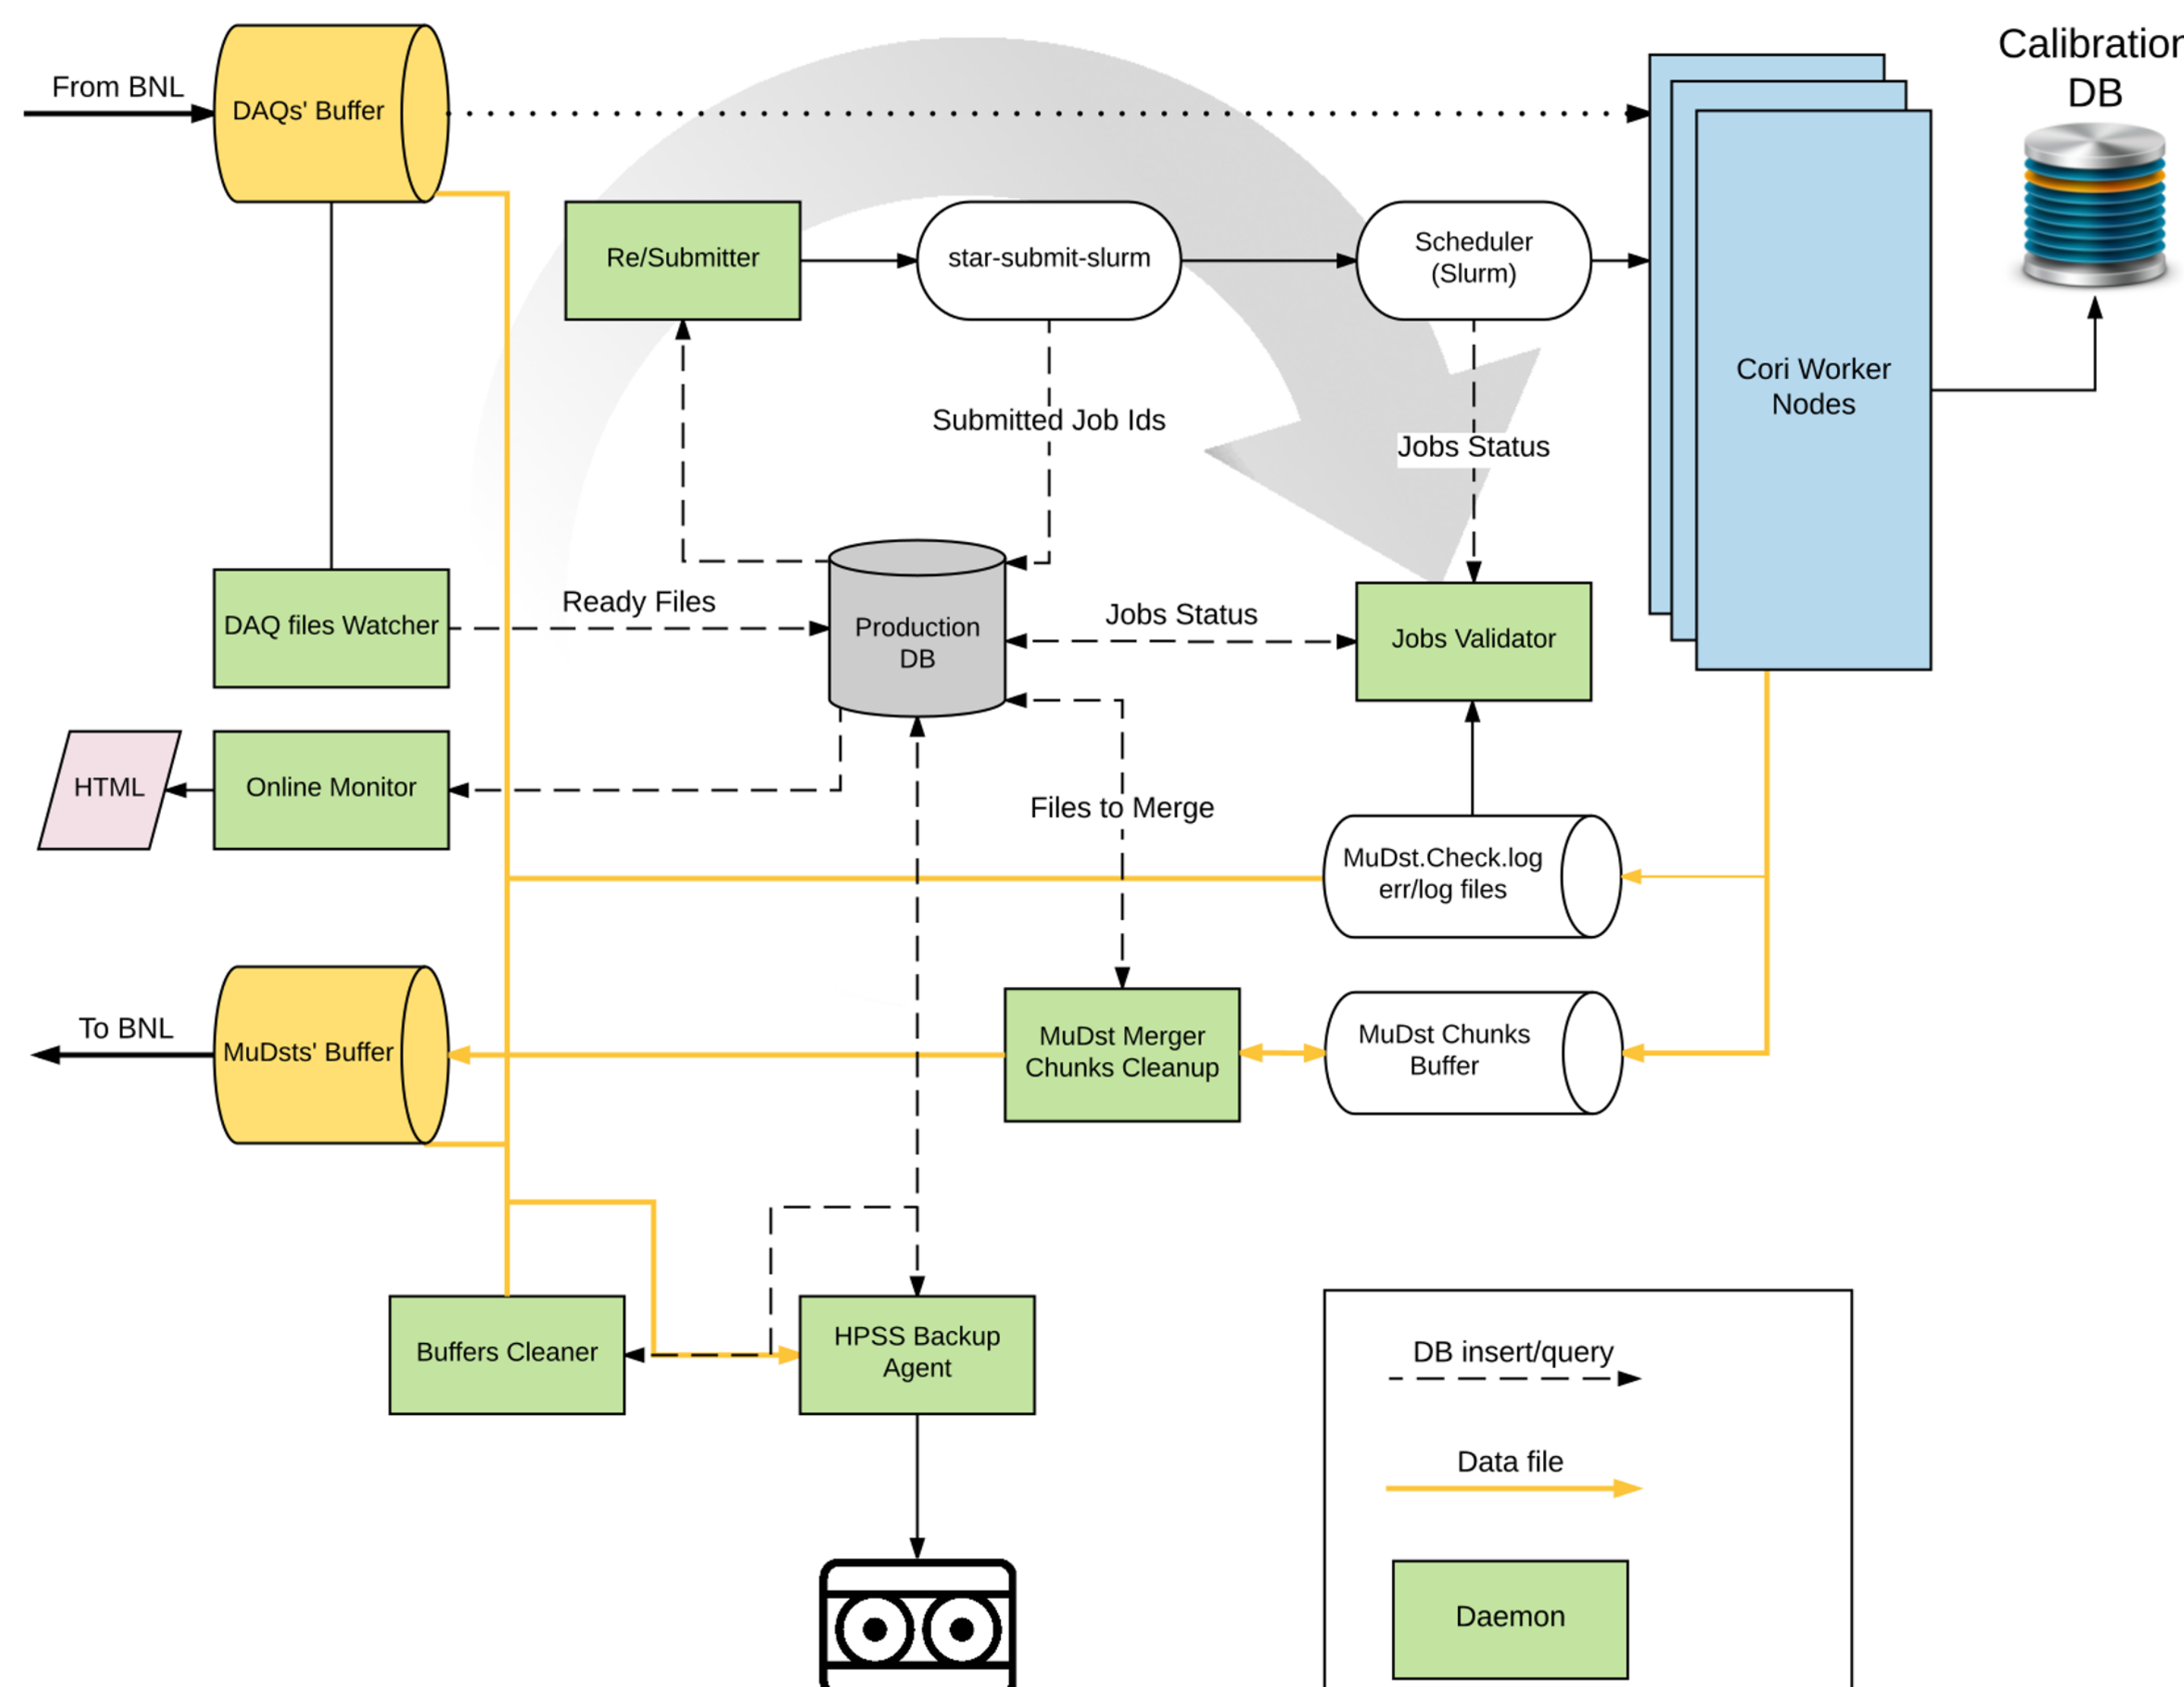 Calibration
DB
From BNL
DAQs' Buffer
Re/Submitter
star-submit-slurm
Scheduler
(Slurm)
Cori Worker
Nodes
Submitted Job Ids
Jobs Status
DAQ files Watcher
Ready Files
Production
DB
Jobs Status
Jobs Validator
HTML
Online Monitor
Files to Merge
MuDst.Check.log
err/log files
To BNL
MuDsts' Buffer
MuDst Merger
Chunks Cleanup
MuDst Chunks
Buffer
Buffers Cleaner
HPSS Backup
Agent
DB insert/query
Data file
Daemon